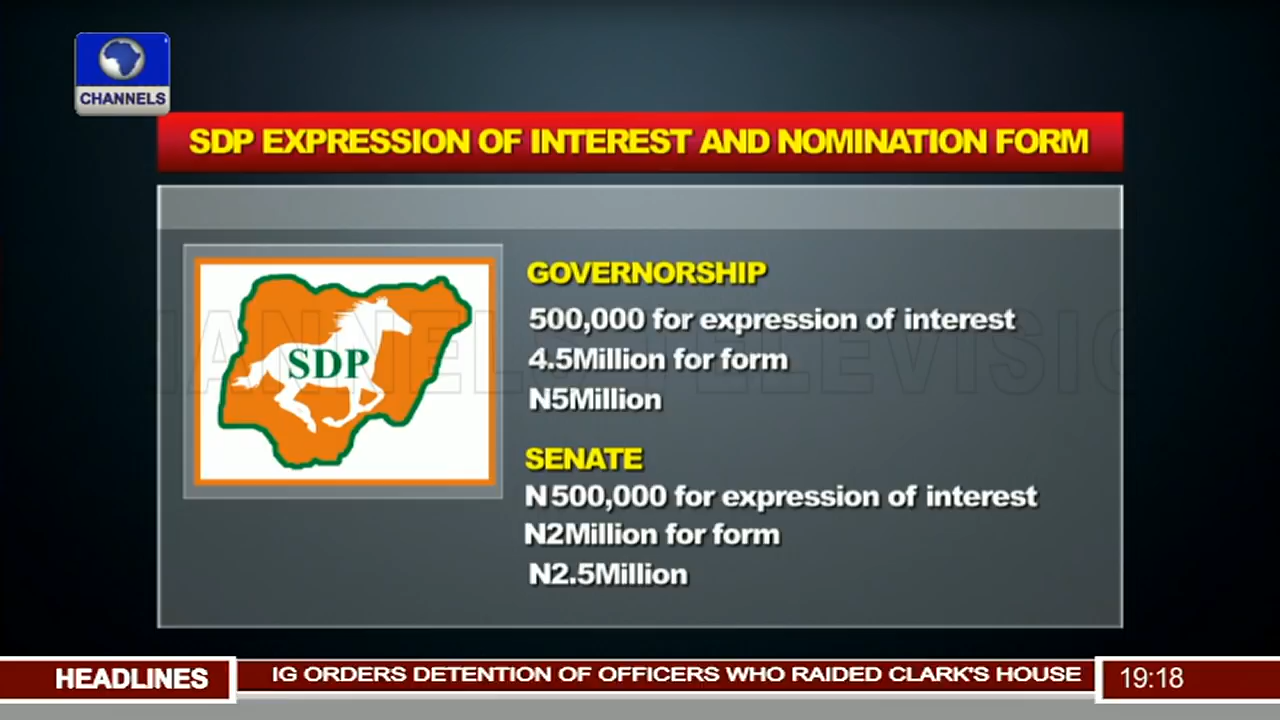 CHANNELS
SDP EXPRESSION OF INTEREST AND NOMINATION FORM
SDP
GOVERNORSHIP
500,000 for expression of interest
4.5Million for form
N5Million
SENATE
N500,000 for expression of interest
N2Million for form
N2.5Million
CHANNELS TELEVISIO
HEADLINES
IG ORDERS DETENTION OF OFFICERS WHO RAIDED CLARK'S HOUSE
19:18